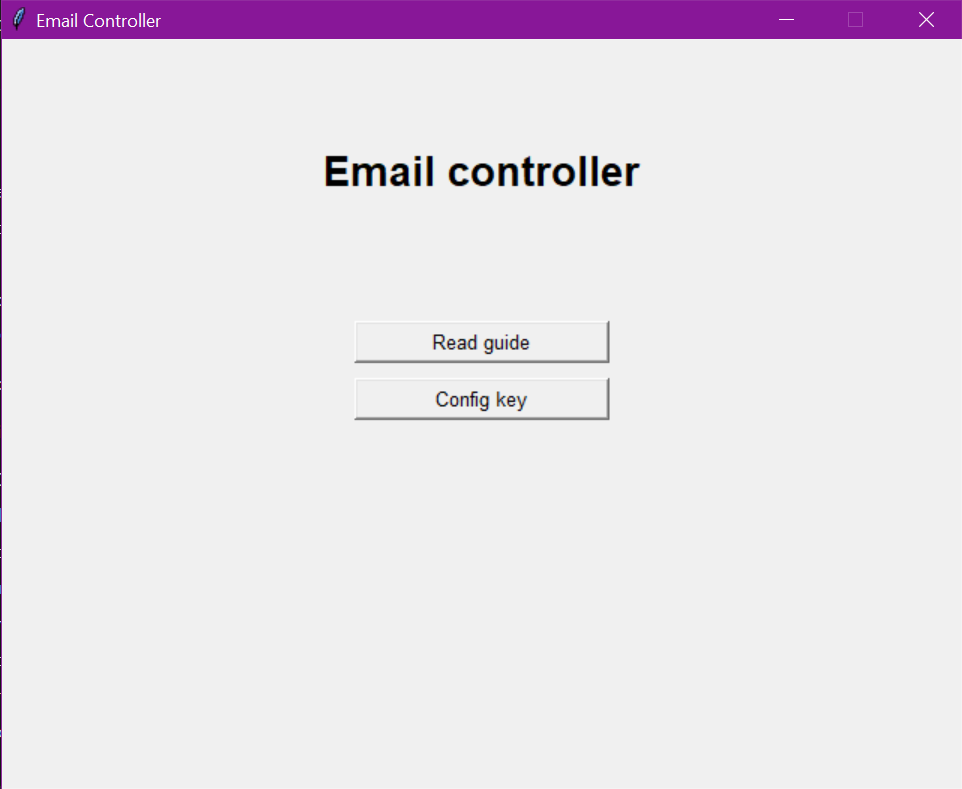 Email Controller
Email controller
Read guide
Config key